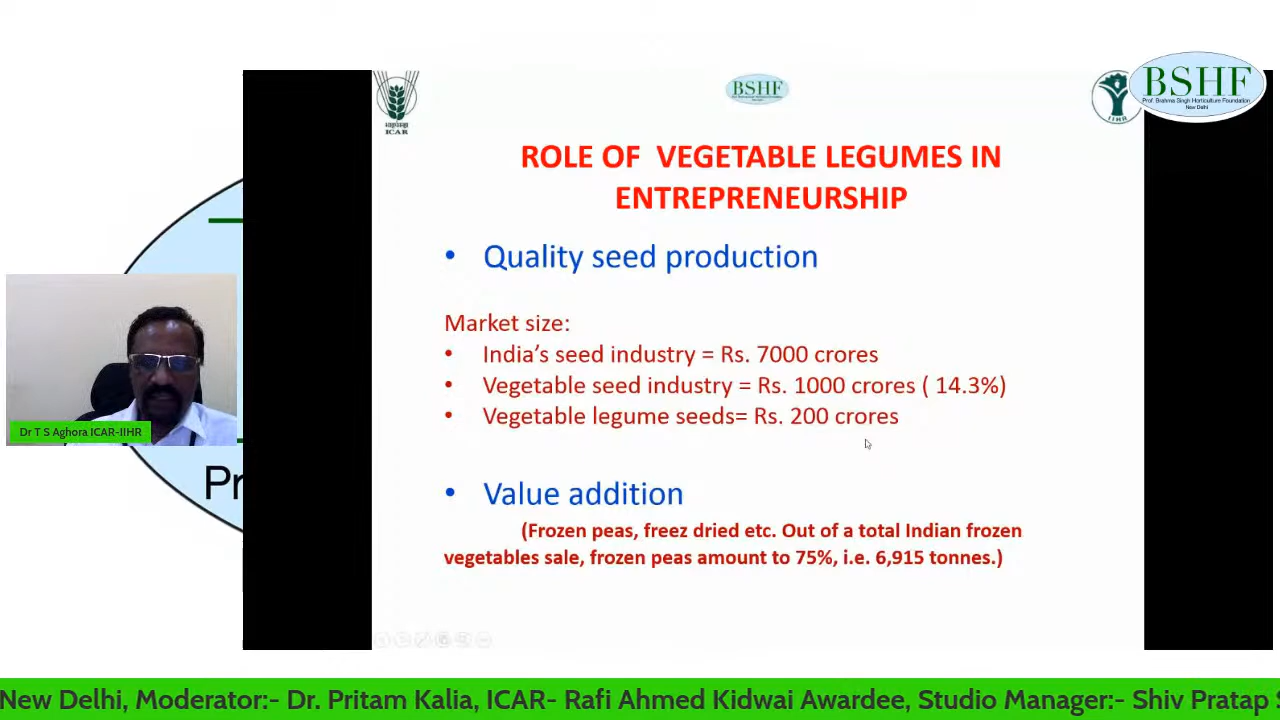 BSHF
Prof. Brahma Singh Horticulture Foundation
New Delhi
ICAR
BSHF
IIHR
ROLE OF VEGETABLE LEGUMES IN
ENTREPRENEURSHIP
• Quality seed production
Market size:
• India's seed industry = Rs. 7000 crores
• Vegetable seed industry = Rs. 1000 crores ( 14.3%)
• Vegetable legume seeds= Rs. 200 crores
• Value addition
(Frozen peas, freez dried etc. Out of a total Indian frozen
vegetables sale, frozen peas amount to 75%, i.e. 6,915 tonnes.)
Dr T S Aghora ICAR-IIHR
Pr
New Delhi, Moderator:- Dr. Pritam Kalia, ICAR- Rafi Ahmed Kidwai Awardee, Studio Manager:- Shiv Pratap S